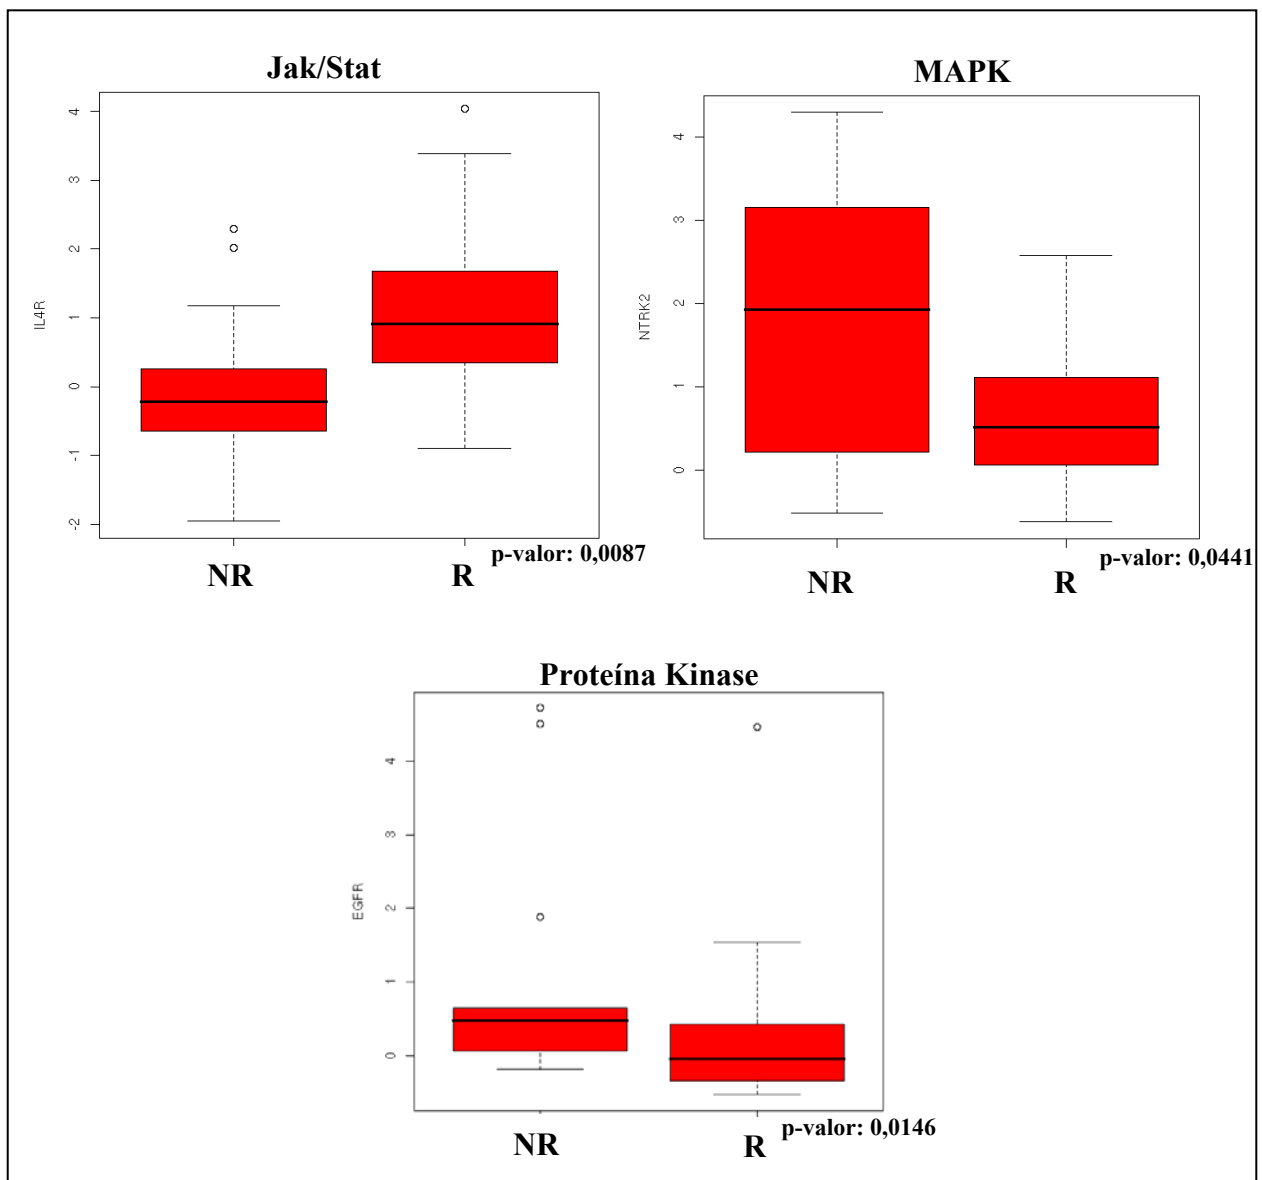 Jak/Stat
4
3
2
1
0
-1
-2
IL4R
NR
R
p-valor: 0,0087
MAPK
4
3
2
1
0
NTRK2
NR
R
p-valor: 0,0441
Proteína Kinase
4
3
2
1
0
EGFR
NR
R
p-valor: 0,0146